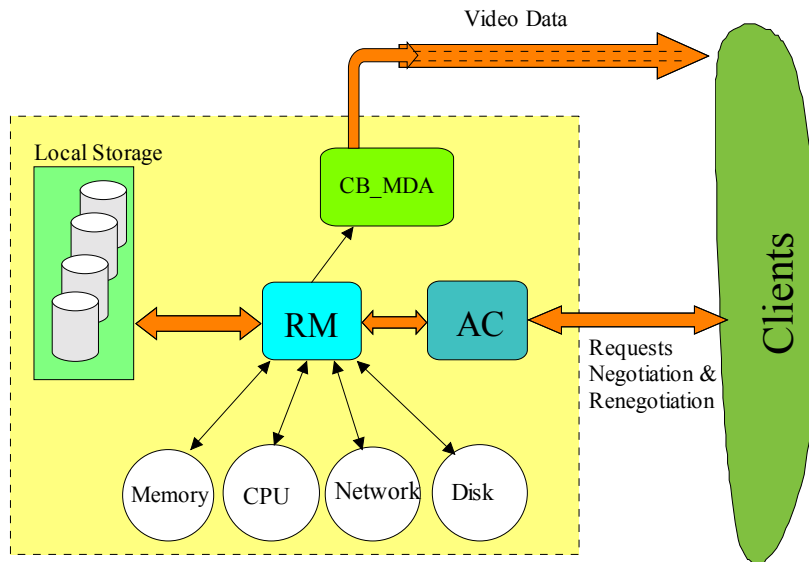 Video Data
Local Storage
CB_MDA
RM
AC
Clients
Requests
Negotiation &
Renegotiation
Memory
CPU
Network
Disk